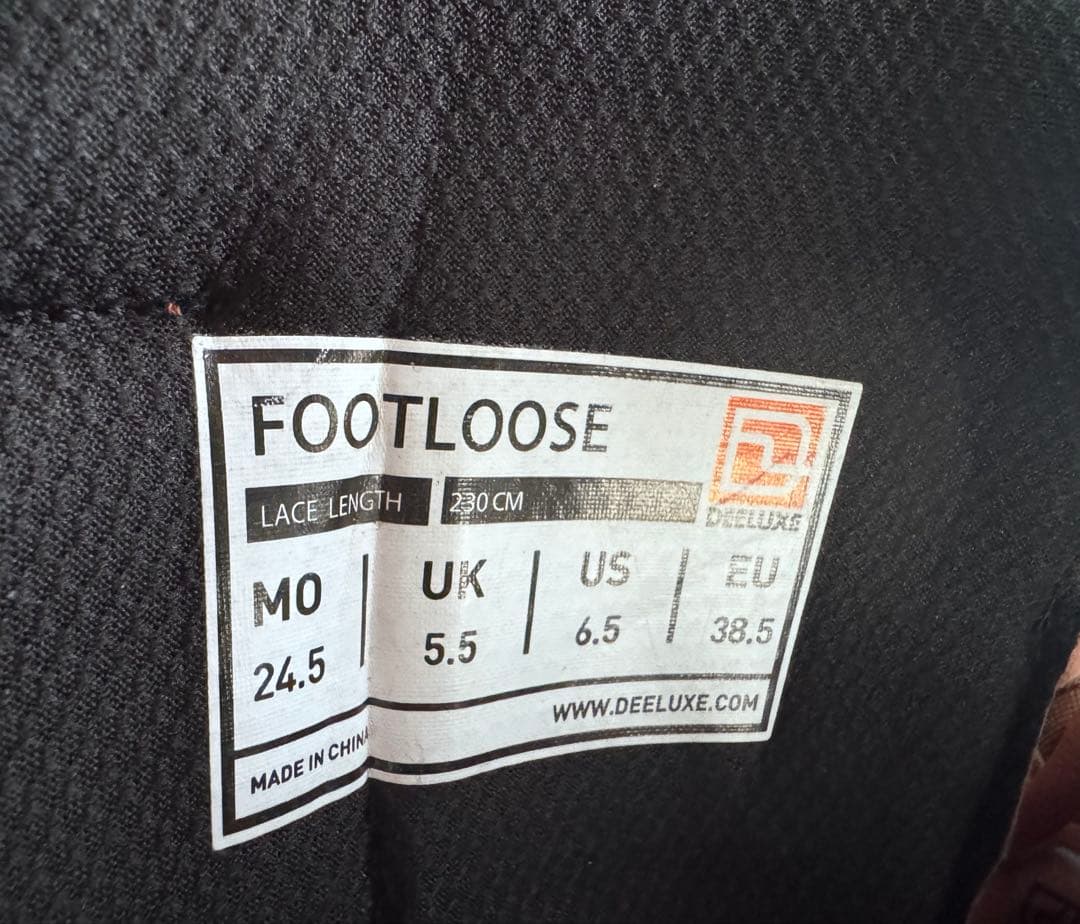 FOOTLOOSE
DEELUXE
LACE LENGTH 230 CM
MO UK US EU
24.5 5.5 6.5 38.5
WWW.DEELUXE.COM
MADE IN CHINA